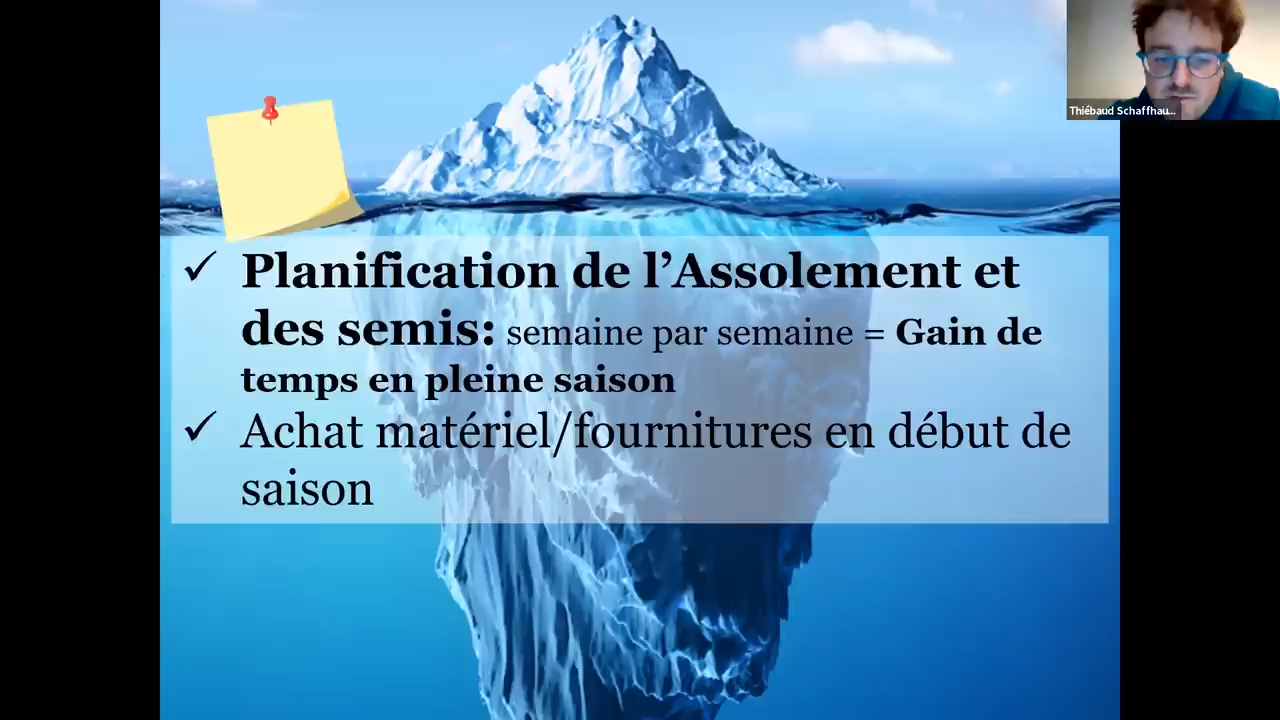 Thiébaud Schaffhau...
✓ Planification de l’Assolement et
des semis: semaine par semaine = Gain de
temps en pleine saison
✓ Achat matériel/fournitures en début de
saison